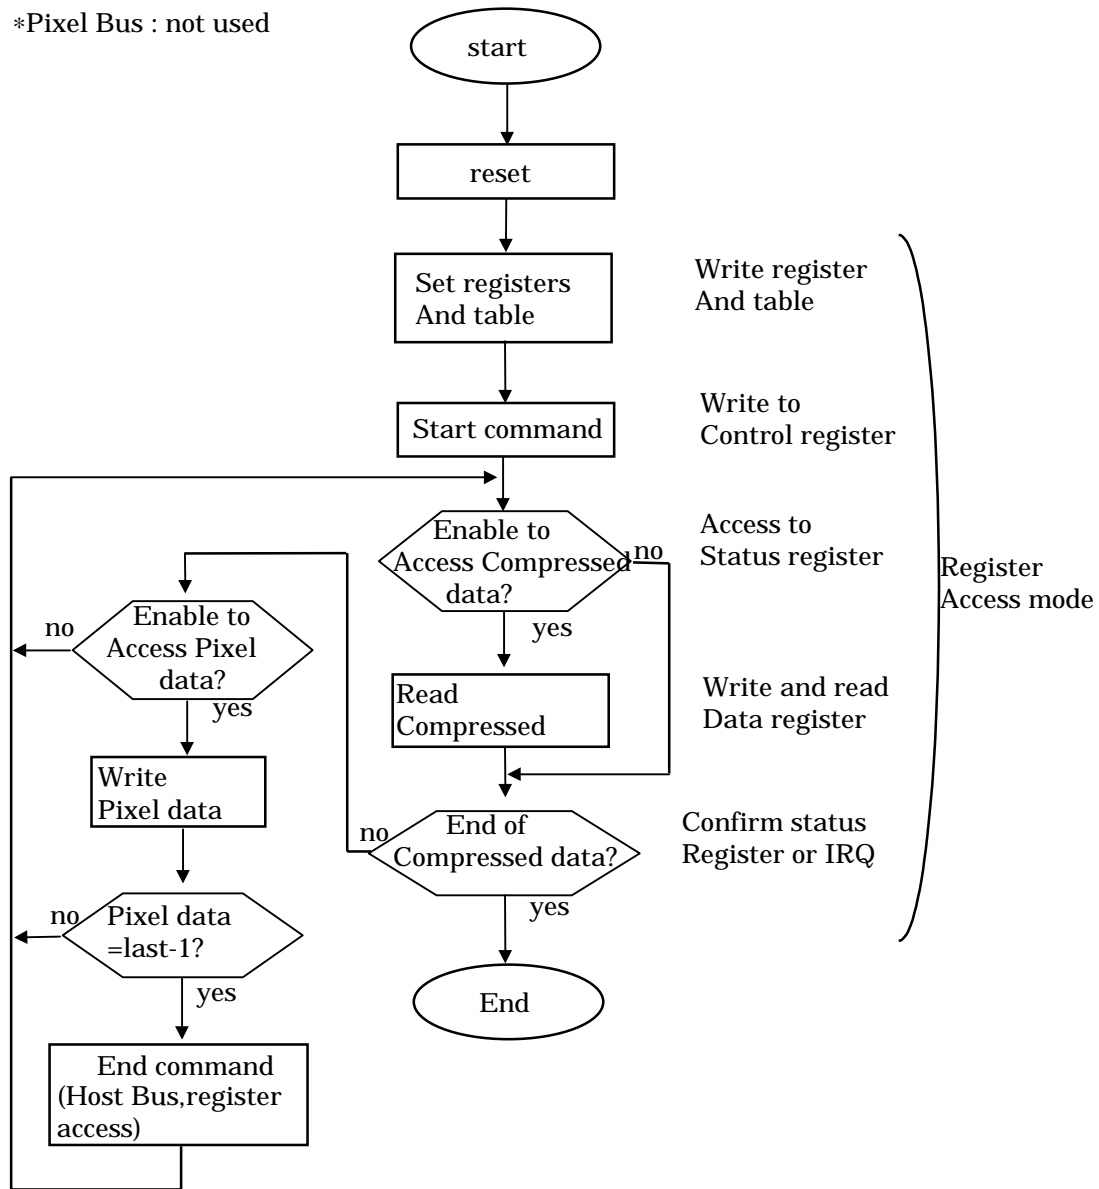 *Pixel Bus : not used
start
reset
Set registers
And table
Write register
And table
Start command
Write to
Control register
Enable to
Access Compressed
data?
no
yes
Access to
Status register
Register
Access mode
Enable to
Access Pixel
data?
no
yes
Read
Compressed
Write and read
Data register
Write
Pixel data
End of
Compressed data?
no
yes
Confirm status
Register or IRQ
Pixel data
=last-1?
no
yes
End
End command
(Host Bus,register
access)